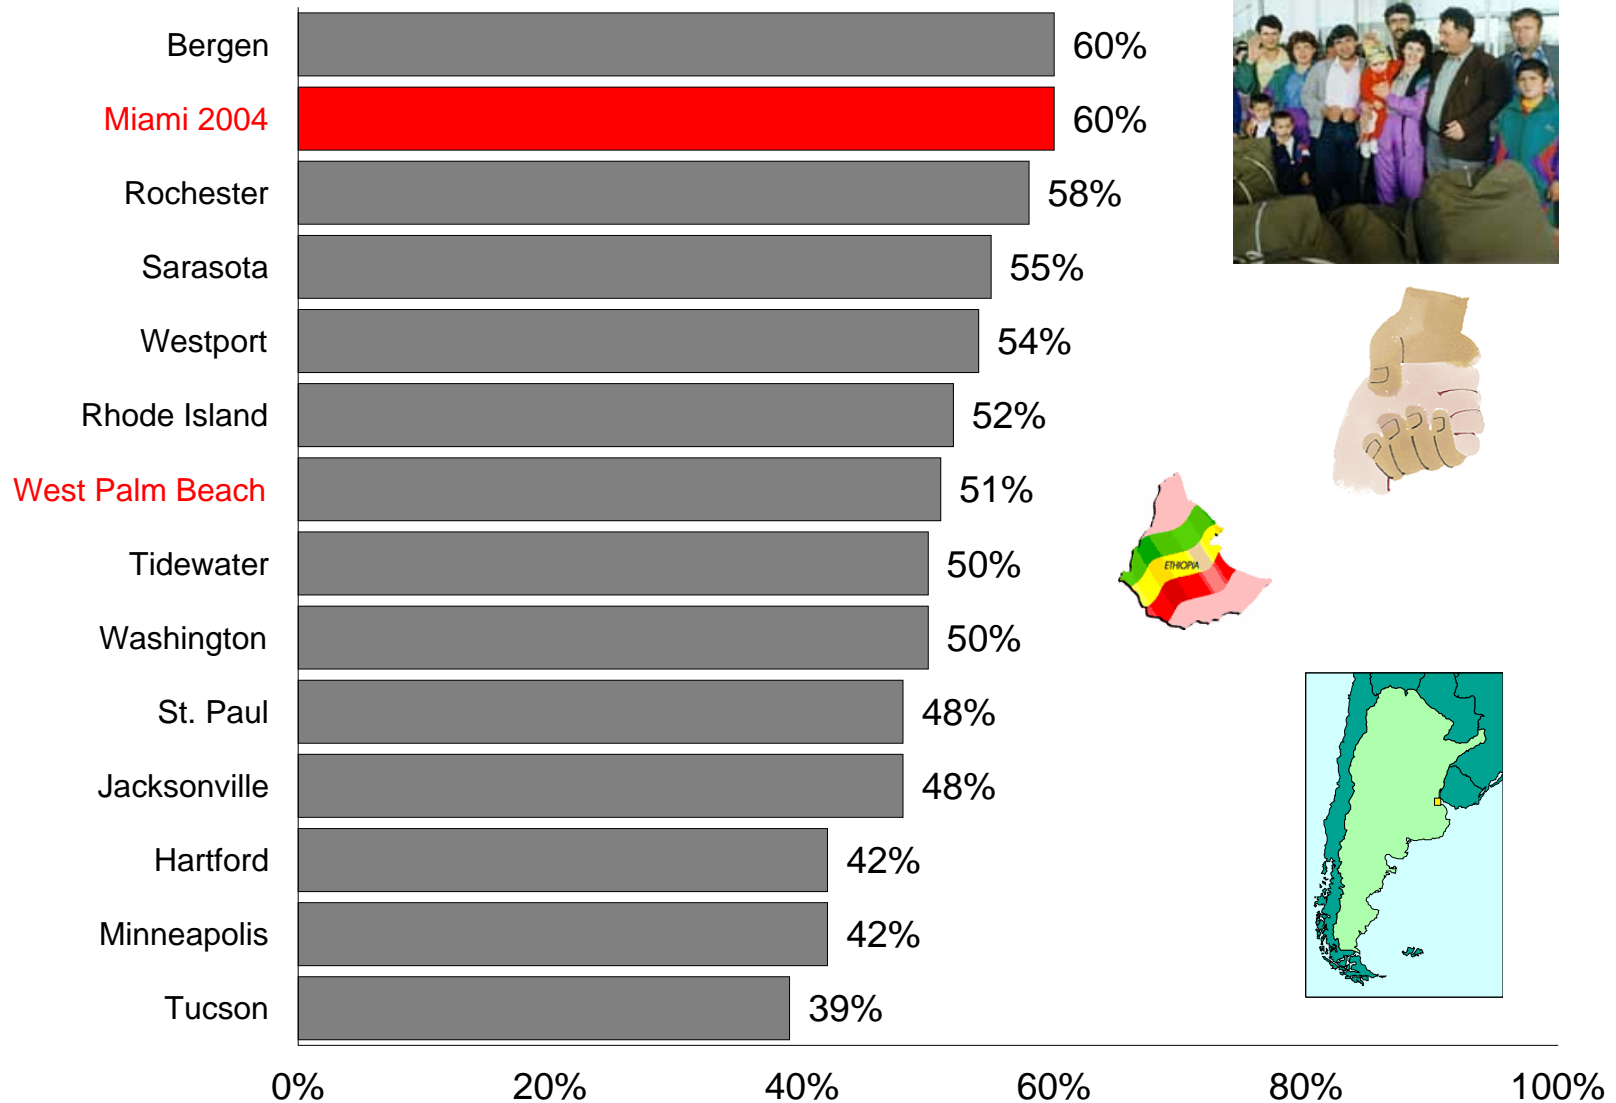 Bergen 60%
Miami 2004 60%
Rochester 58%
Sarasota 55%
Westport 54%
Rhode Island 52%
West Palm Beach 51%
Tidewater 50%
ETHIOPIA
Washington 50%
St. Paul 48%
Jacksonville 48%
Hartford 42%
Minneapolis 42%
Tucson 39%
0% 20% 40% 60% 80% 100%